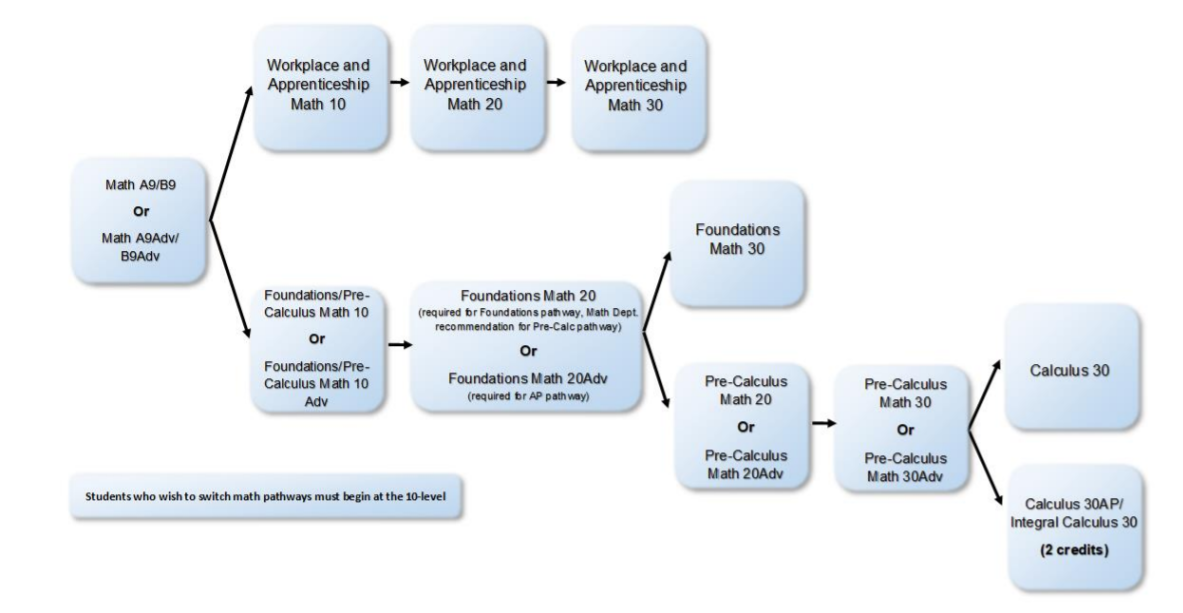 Workplace and
Apprenticeship
Math 10
Workplace and
Apprenticeship
Math 20
Workplace and
Apprenticeship
Math 30
Math A9/B9
Or
Math A9Adv/
B9Adv
Foundations/Pre-
Calculus Math 10
Or
Foundations/Pre-
Calculus Math 10
Adv
Foundations Math 20
(required for Foundations pathway, Math Dept.
recommendation for Pre-Calc pathway)
Or
Foundations Math 20Adv
(required for AP pathway)
Foundations
Math 30
Pre-Calculus
Math 20
Or
Pre-Calculus
Math 20Adv
Pre-Calculus
Math 30
Or
Pre-Calculus
Math 30Adv
Calculus 30
Calculus 30AP/
Integral Calculus 30
(2 credits)
Students who wish to switch math pathways must begin at the 10-level